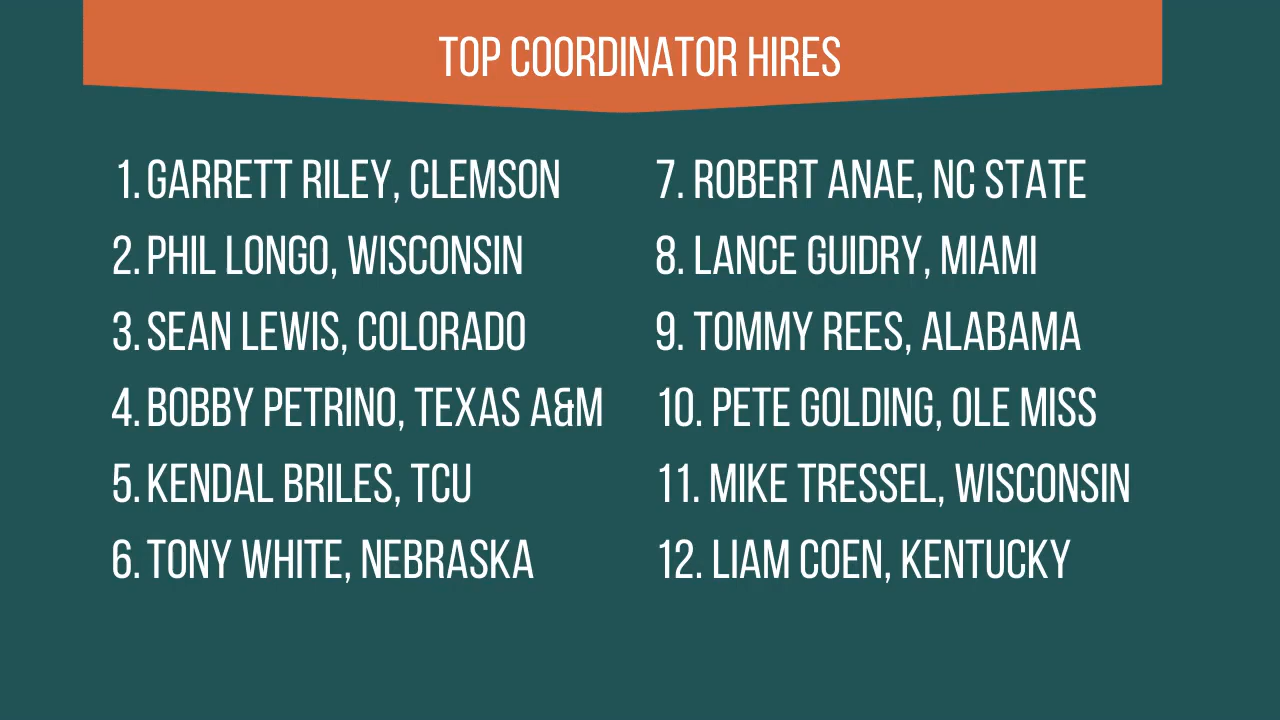 TOP COORDINATOR HIRES
1. GARRETT RILEY, CLEMSON
2. PHIL LONGO, WISCONSIN
3. SEAN LEWIS, COLORADO
4. BOBBY PETRINO, TEXAS A&M
5. KENDAL BRILES, TCU
6. TONY WHITE, NEBRASKA
7. ROBERT ANAE, NC STATE
8. LANCE GUIDRY, MIAMI
9. TOMMY REES, ALABAMA
10. PETE GOLDING, OLE MISS
11. MIKE TRESSEL, WISCONSIN
12. LIAM COEN, KENTUCKY